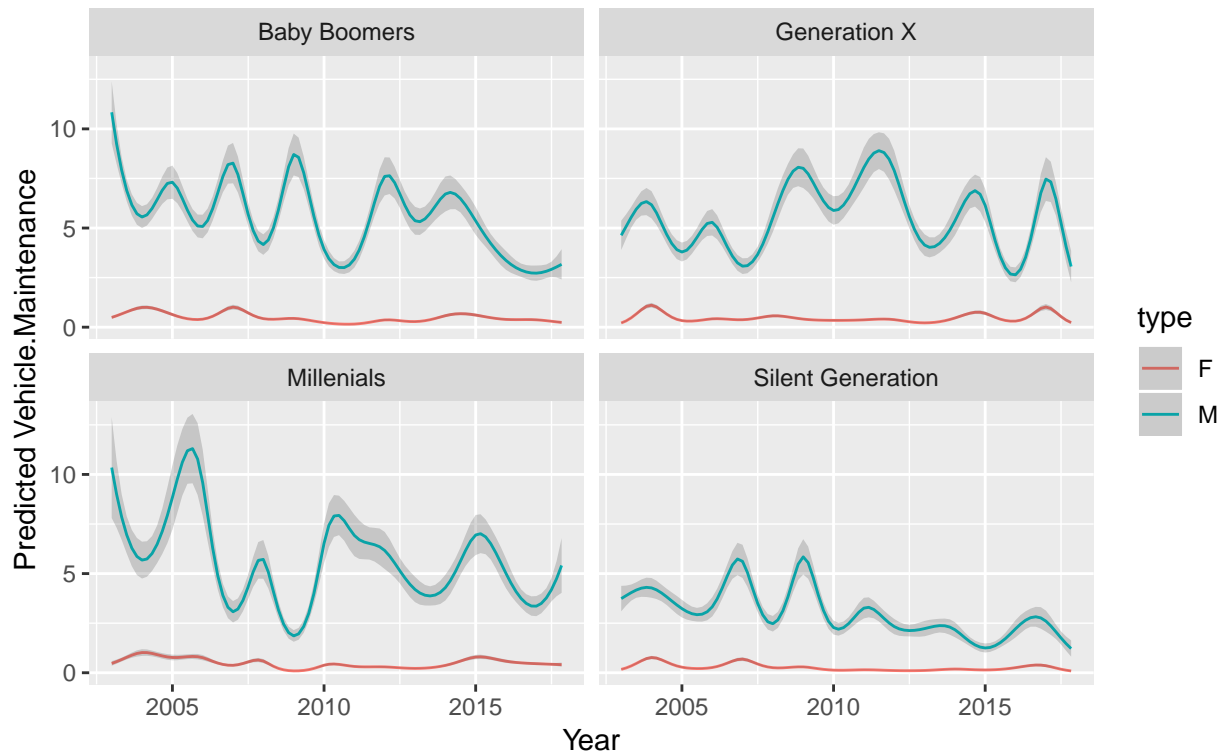 Baby Boomers
Generation X
10
5
0
Millenials
Silent Generation
10
5
0
2005
2010
2015
2005
2010
2015
Predicted Vehicle.Maintenance
Year
type
F
M